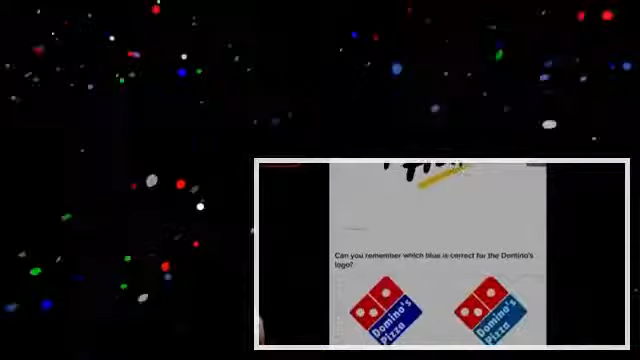 Can you remember which blue is correct for the Domino's
logo?
Domino's
Pizza
Domino's
Pizza